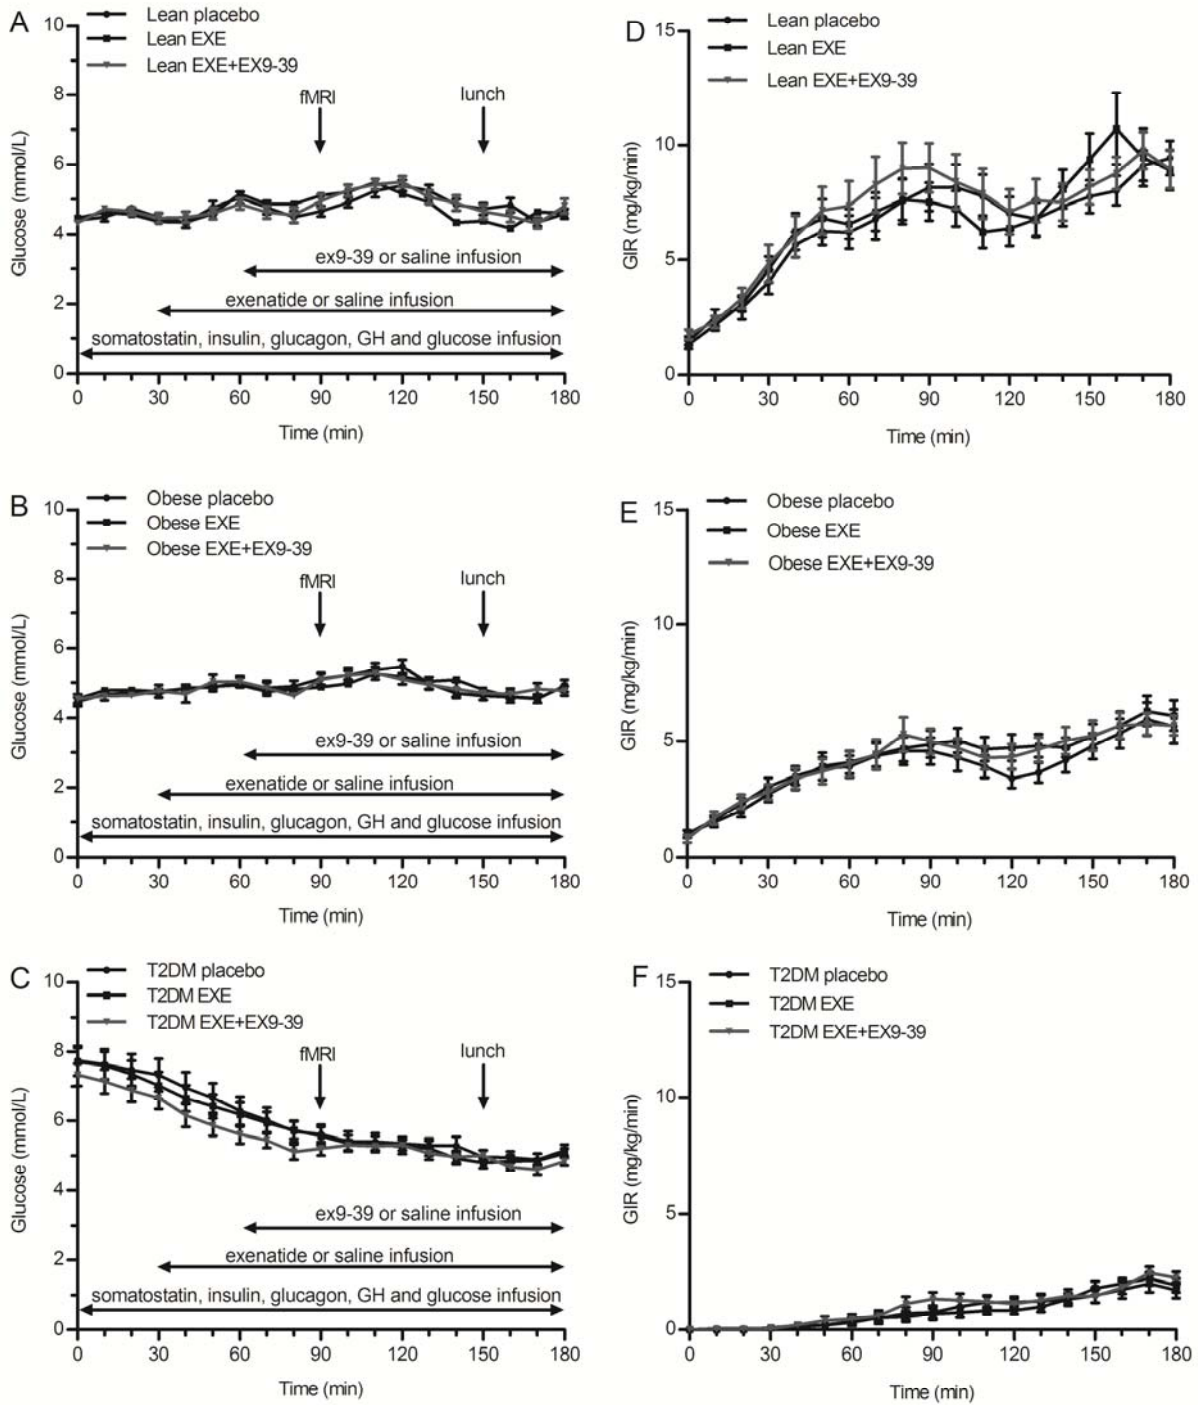 A
Lean placebo
Lean EXE
Lean EXE+EX9-39
10
8
6
4
2
0
Glucose (mmol/L)
fMRI
lunch
ex9-39 or saline infusion
exenatide or saline infusion
somatostatin, insulin, glucagon, GH and glucose infusion
0 30 60 90 120 150 180
Time (min)
D
Lean placebo
Lean EXE
Lean EXE+EX9-39
15
10
5
0
GIR (mg/kg/min)
0 30 60 90 120 150 180
Time (min)
B
Obese placebo
Obese EXE
Obese EXE+EX9-39
10
8
6
4
2
0
Glucose (mmol/L)
fMRI
lunch
ex9-39 or saline infusion
exenatide or saline infusion
somatostatin, insulin, glucagon, GH and glucose infusion
0 30 60 90 120 150 180
Time (min)
E
Obese placebo
Obese EXE
Obese EXE+EX9-39
15
10
5
0
GIR (mg/kg/min)
0 30 60 90 120 150 180
Time (min)
C
T2DM placebo
T2DM EXE
T2DM EXE+EX9-39
10
8
6
4
2
0
Glucose (mmol/L)
fMRI
lunch
ex9-39 or saline infusion
exenatide or saline infusion
somatostatin, insulin, glucagon, GH and glucose infusion
0 30 60 90 120 150 180
Time (min)
F
T2DM placebo
T2DM EXE
T2DM EXE+EX9-39
15
10
5
0
GIR (mg/kg/min)
0 30 60 90 120 150 180
Time (min)